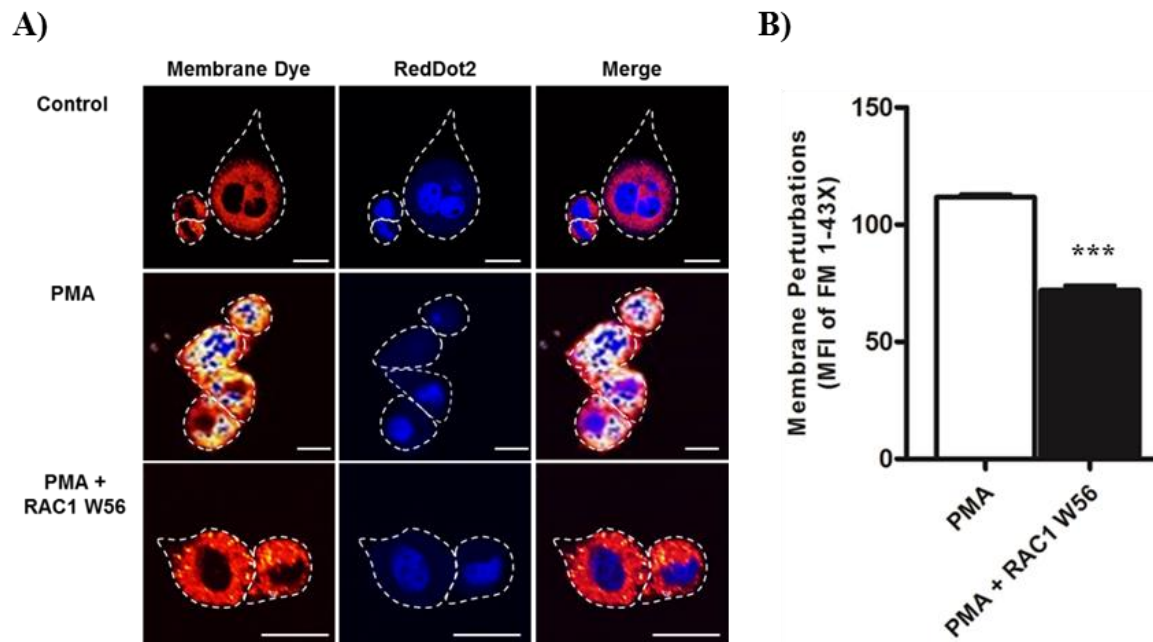 A)
Membrane Dye RedDot2 Merge
Control
PMA
PMA +
RAC1 W56
B)
Membrane Perturbations
(MFI of FM 1-43X)
150
100
50
0
***
PMA
PMA + RAC1 W56